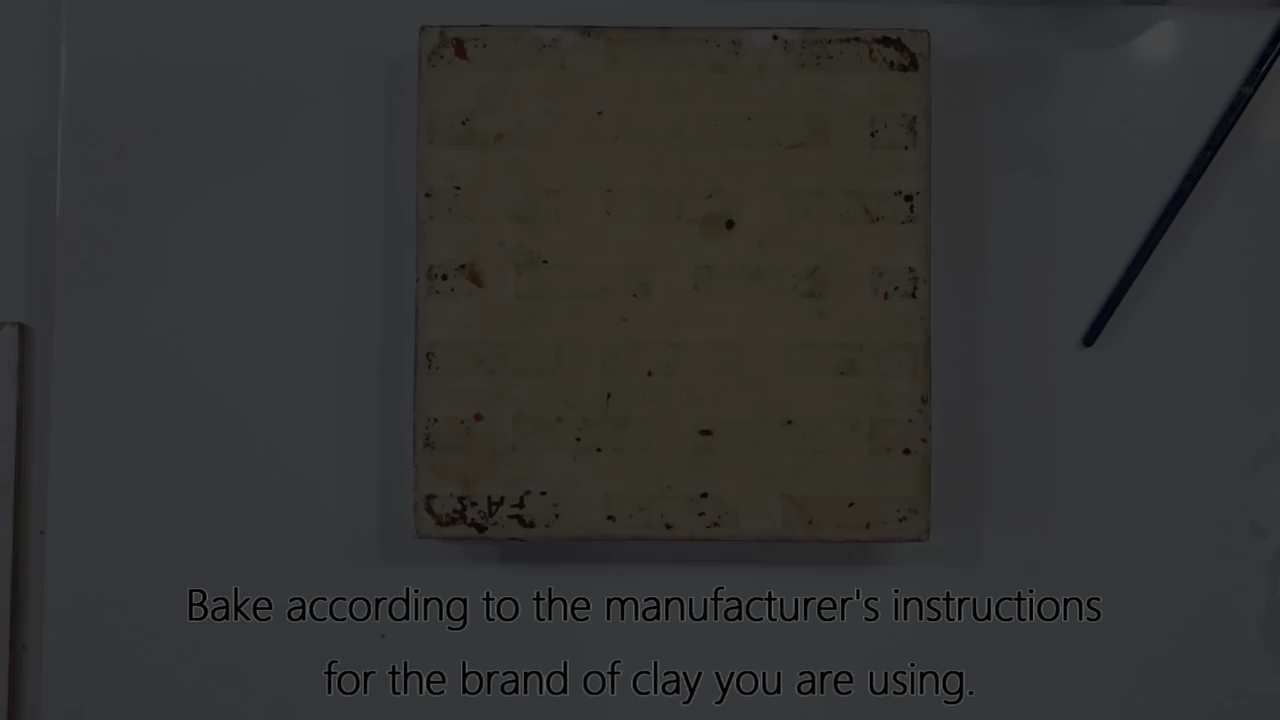 Bake according to the manufacturer's instructions
for the brand of clay you are using.